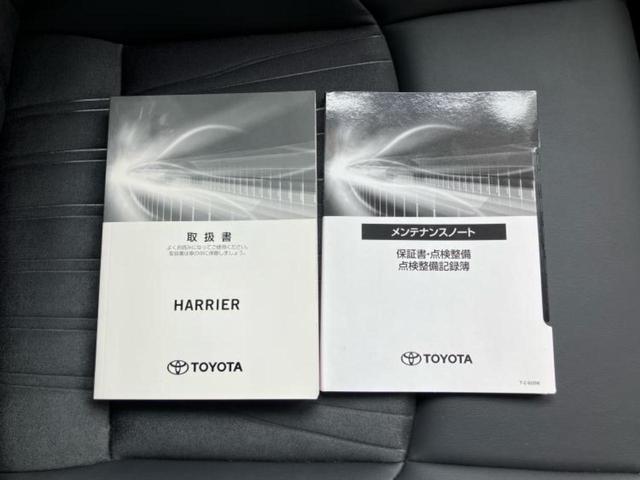 取扱書
よくお読みになってご使用ください。
取扱書は車の中に保管しましょう。
HARRIER
TOYOTA
メンテナンスノート
保証書・点検整備
点検整備記録簿
TOYOTA